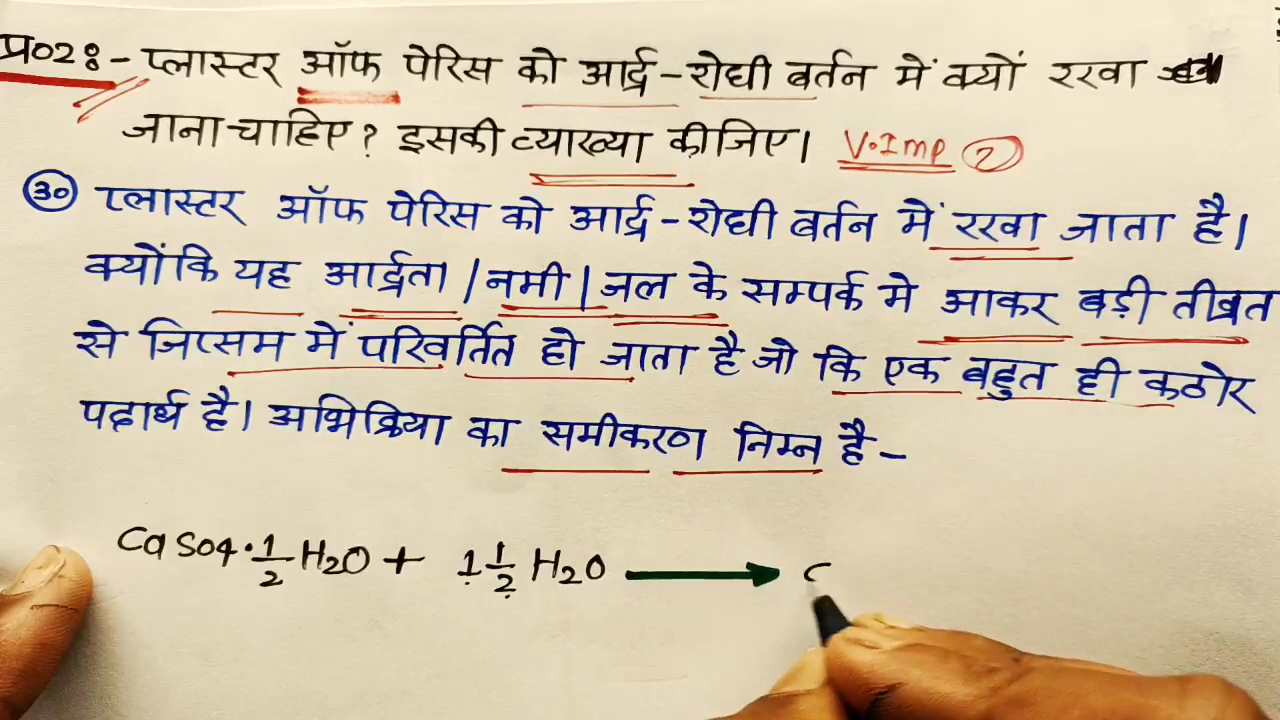 प्र०2ः- प्लास्टर ऑफ पेरिस को आर्द्र-रोधी बर्तन में क्यों रखा
जाना चाहिए? इसकी व्याख्या कीजिए। V.Imp 2
उ० प्लास्टर ऑफ पेरिस को आर्द्र-रोधी बर्तन में रखा जाता है।
क्योंकि यह आर्द्रता/नमी/जल के सम्पर्क मे आकर बड़ी तीव्रत
से जिप्सम में परिवर्तित हो जाता है जो कि एक बहुत ही कठोर
पदार्थ है। अभिक्रिया का समीकरण निम्न है-
CaSO4·1/2 H2O + 1 1/2 H2O ⟶ C